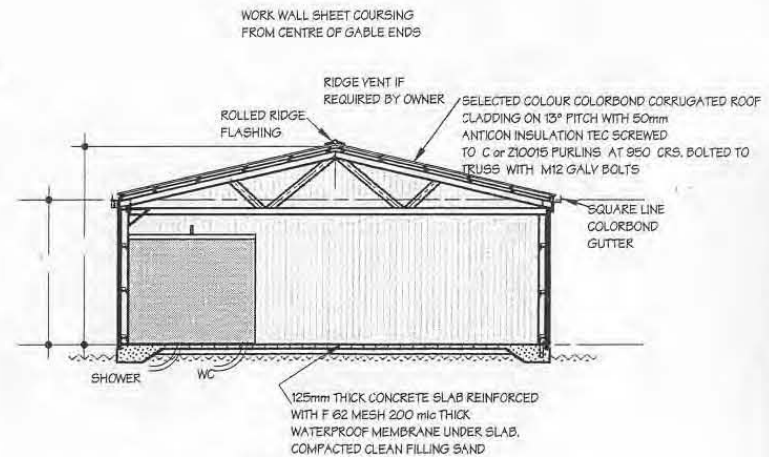 WORK WALL SHEET COURSING
FROM CENTRE OF GABLE ENDS
RIDGE VENT IF
REQUIRED BY OWNER
ROLLED RIDGE
FLASHING
SELECTED COLOUR COLORBOND CORRUGATED ROOF
CLADDING ON 13° PITCH WITH 50mm
ANTICON INSULATION TEC SCREWED
TO C or Z10015 PURLINS AT 950 CRS. BOLTED TO
TRUSS WITH M12 GALV BOLTS
SQUARE LINE
COLORBOND
GUTTER
SHOWER
WC
125mm THICK CONCRETE SLAB REINFORCED
WITH F 62 MESH 200 mic THICK
WATERPROOF MEMBRANE UNDER SLAB.
COMPACTED CLEAN FILLING SAND